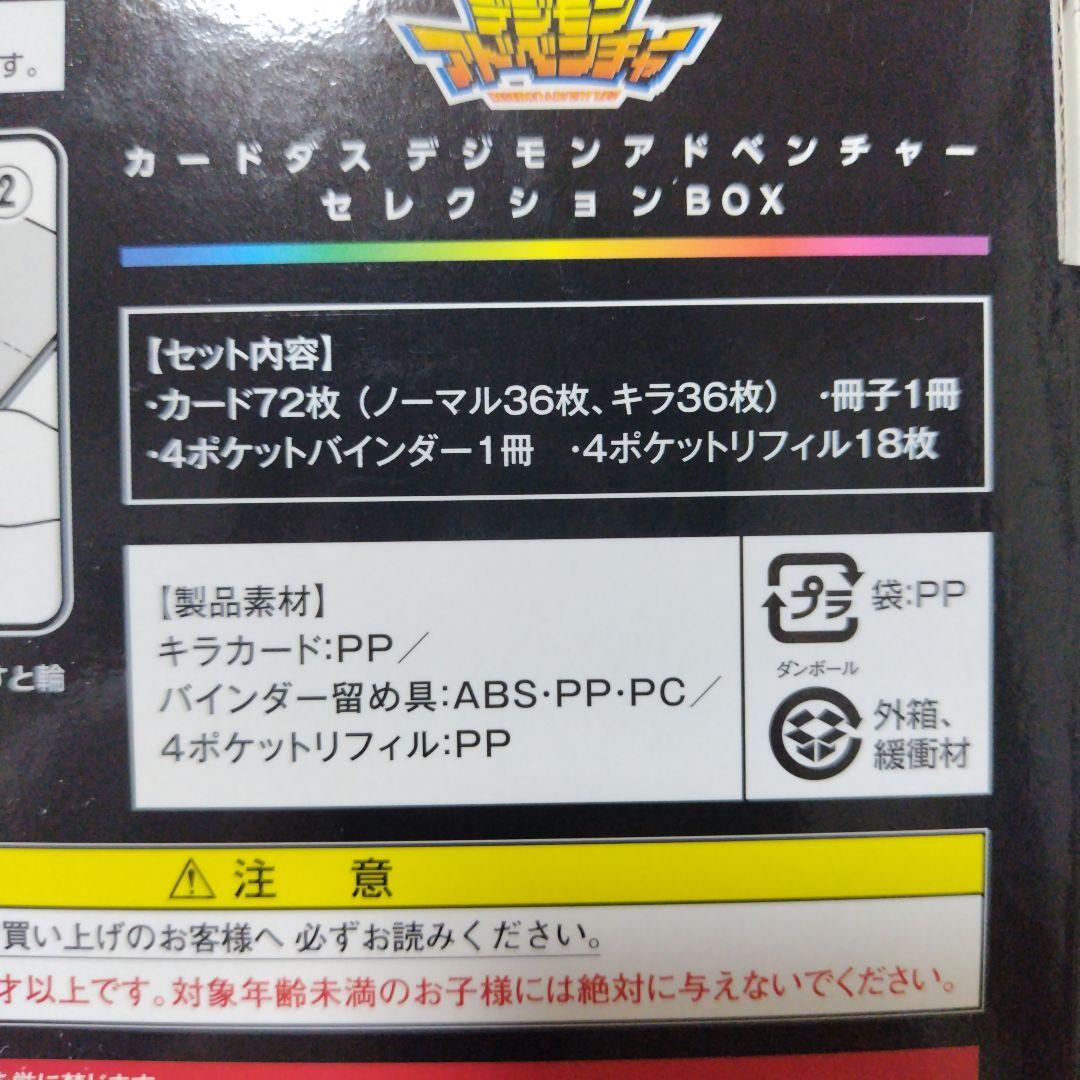 す。
デジモン
アドベンチャー
カードダス デジモンアドベンチャー
セレクションBOX
2
【セット内容】
・カード72枚（ノーマル36枚、キラ36枚） ・冊子1冊
・4ポケットバインダー1冊 ・4ポケットリフィル18枚
【製品素材】
キラカード:PP／
バインダー留め具:ABS・PP・PC／
4ポケットリフィル:PP
プラ 袋:PP
ダンボール
外箱、
緩衝材
すと輪
⚠注 意
買い上げのお客様へ 必ずお読みください。
才以上です。対象年齢未満のお子様には絶対に与えないでください。